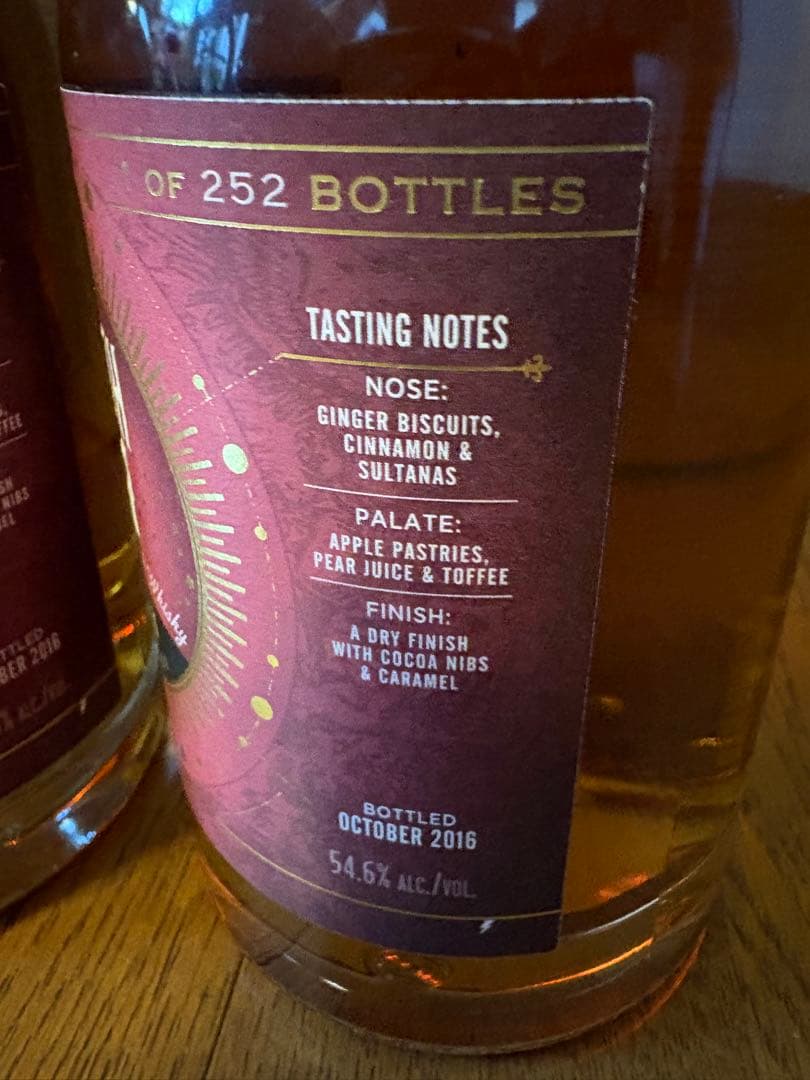 OF 252 BOTTLES
TASTING NOTES
NOSE:
GINGER BISCUITS,
CINNAMON &
SULTANAS
PALATE:
APPLE PASTRIES,
PEAR JUICE & TOFFEE
FINISH:
A DRY FINISH
WITH COCOA NIBS
& CARAMEL
BOTTLED
OCTOBER 2016
54.6% ALC./VOL.
Whisky